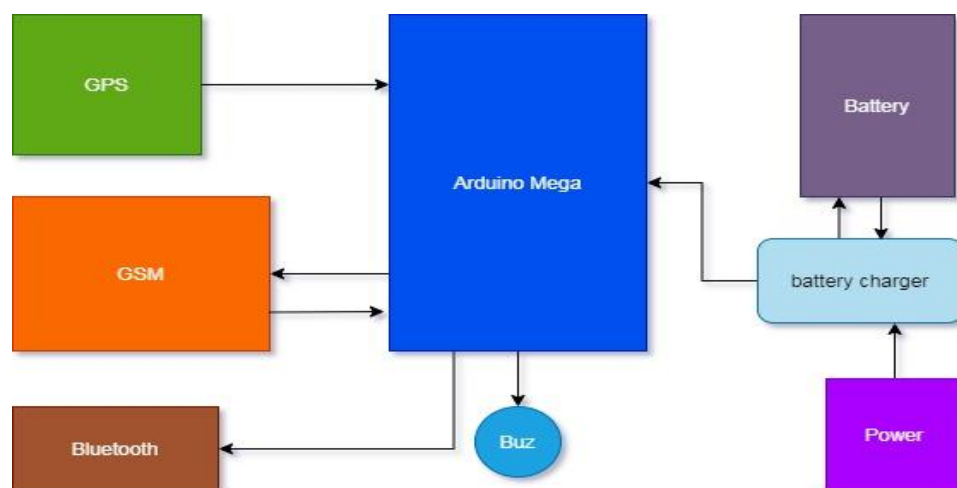 GPS
Arduino Mega
Battery
GSM
battery charger
Bluetooth
Buz
Power